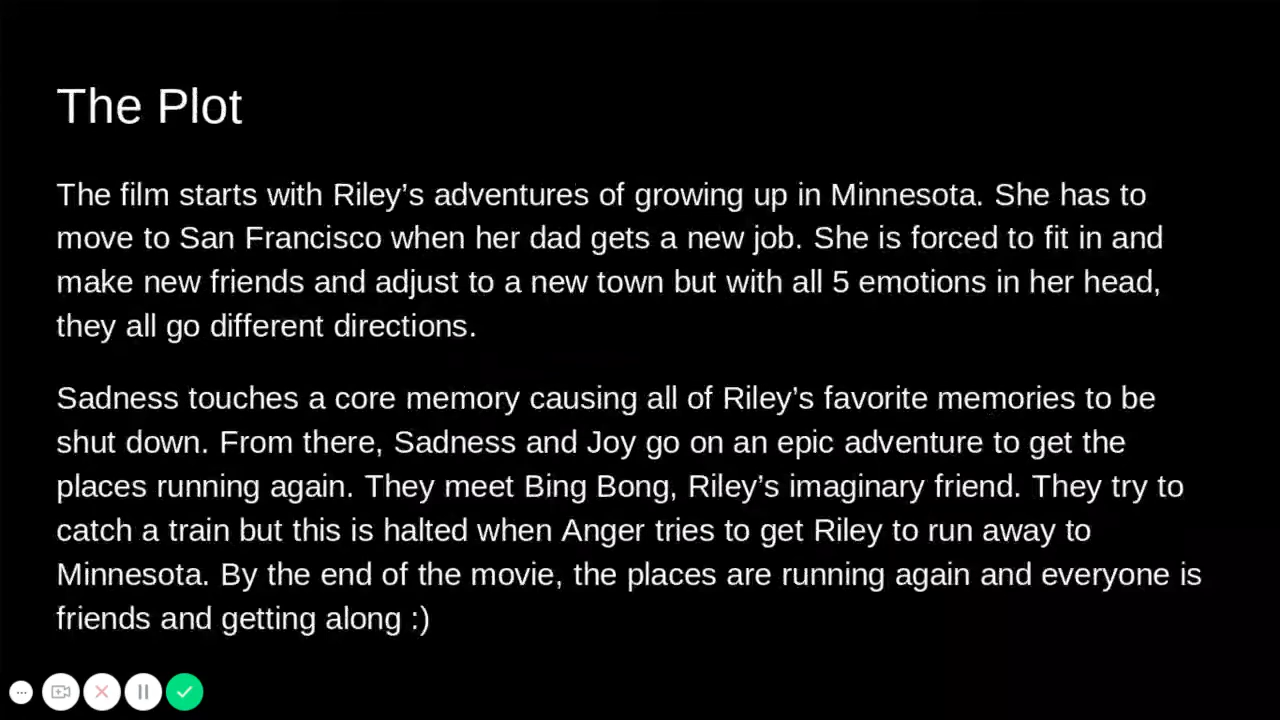 The Plot
The film starts with Riley’s adventures of growing up in Minnesota. She has to
move to San Francisco when her dad gets a new job. She is forced to fit in and
make new friends and adjust to a new town but with all 5 emotions in her head,
they all go different directions.
Sadness touches a core memory causing all of Riley’s favorite memories to be
shut down. From there, Sadness and Joy go on an epic adventure to get the
places running again. They meet Bing Bong, Riley’s imaginary friend. They try to
catch a train but this is halted when Anger tries to get Riley to run away to
Minnesota. By the end of the movie, the places are running again and everyone is
friends and getting along :)